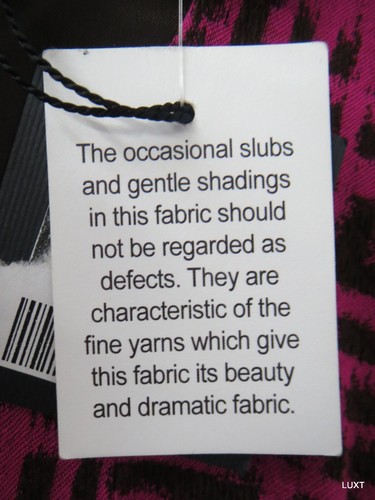 The occasional slubs
and gentle shadings
in this fabric should
not be regarded as
defects. They are
characteristic of the
fine yarns which give
this fabric its beauty
and dramatic fabric.
LUXT